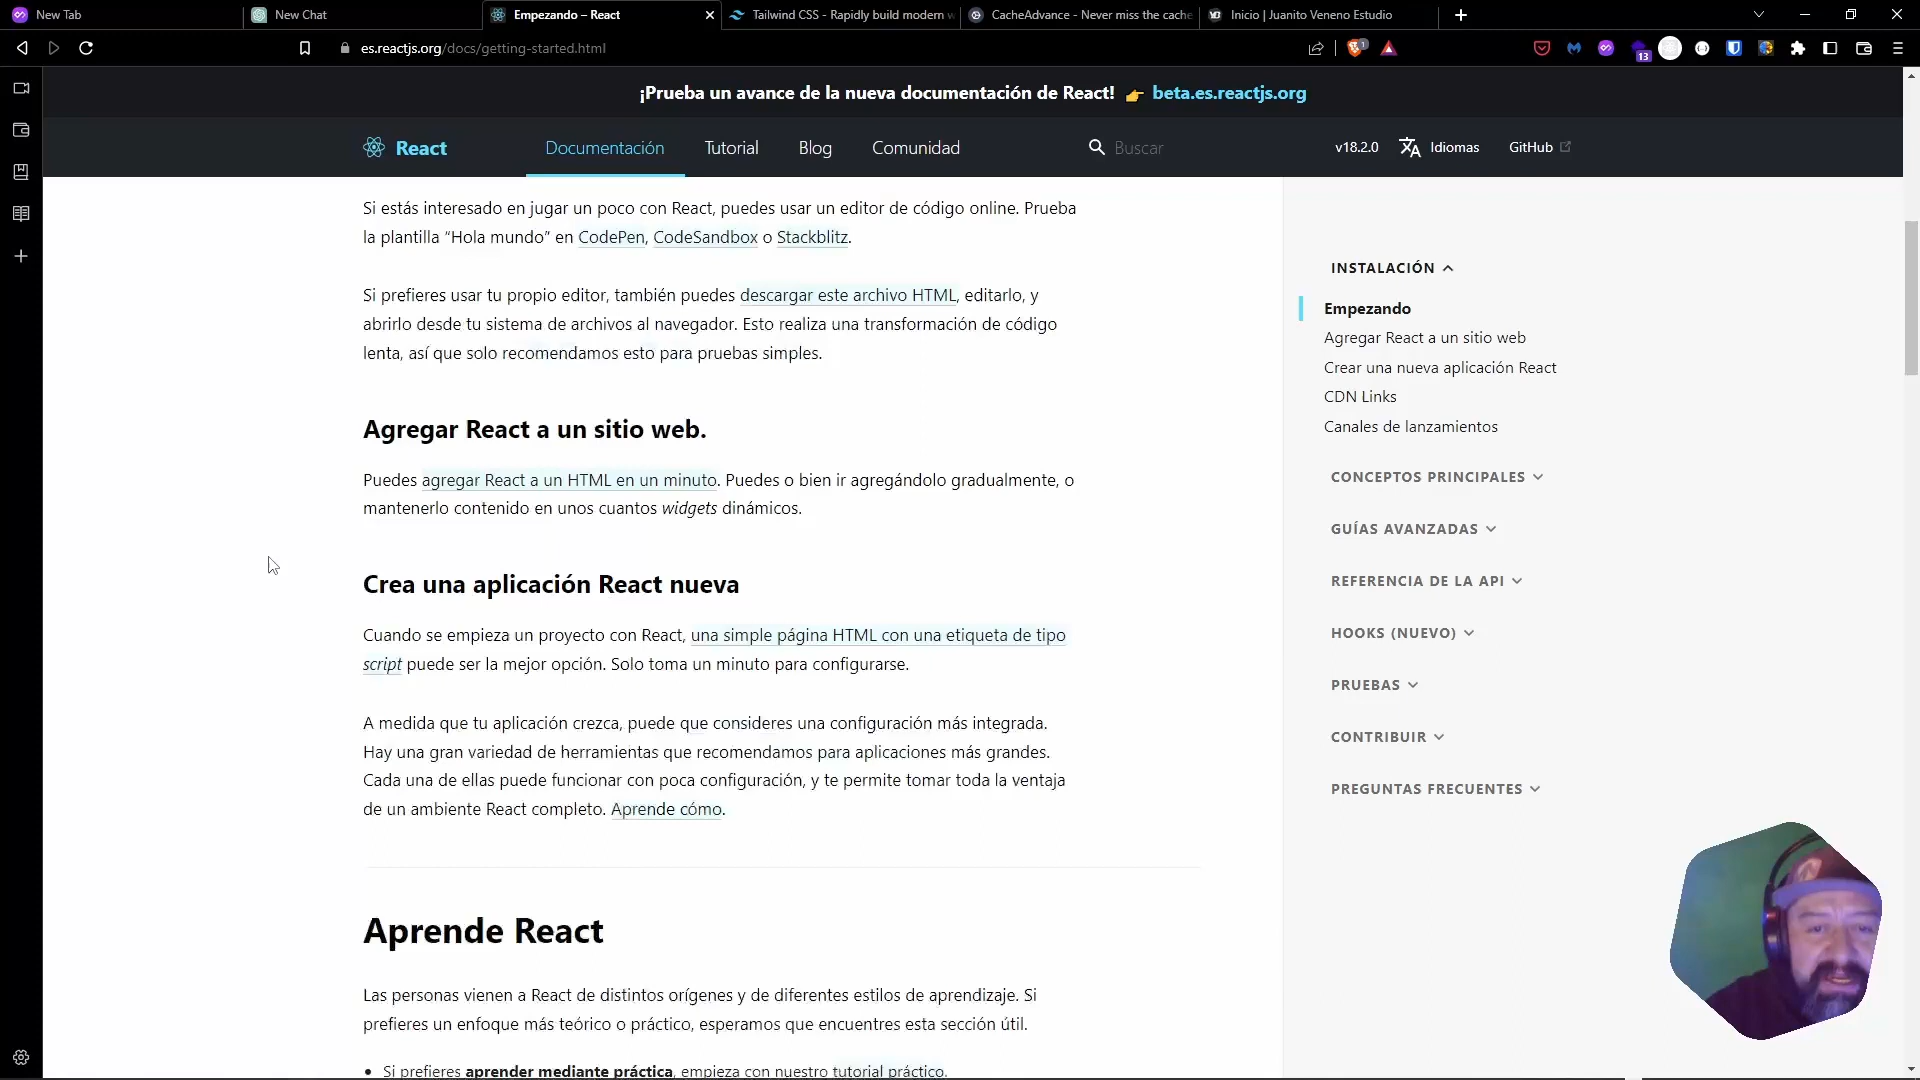 New Tab
New Chat
Empezando – React
Tailwind CSS - Rapidly build modern w
CacheAdvance - Never miss the cache
Inicio | Juanito Veneno Estudio
es.reactjs.org/docs/getting-started.html
1
13
¡Prueba un avance de la nueva documentación de React! 👉 beta.es.reactjs.org
React
Documentación
Tutorial
Blog
Comunidad
Buscar
v18.2.0
Idiomas
GitHub
Si estás interesado en jugar un poco con React, puedes usar un editor de código online. Prueba
la plantilla “Hola mundo” en CodePen, CodeSandbox o Stackblitz.
Si prefieres usar tu propio editor, también puedes descargar este archivo HTML, editarlo, y
abrirlo desde tu sistema de archivos al navegador. Esto realiza una transformación de código
lenta, así que solo recomendamos esto para pruebas simples.
Agregar React a un sitio web.
Puedes agregar React a un HTML en un minuto. Puedes o bien ir agregándolo gradualmente, o
mantenerlo contenido en unos cuantos widgets dinámicos.
Crea una aplicación React nueva
Cuando se empieza un proyecto con React, una simple página HTML con una etiqueta de tipo
script puede ser la mejor opción. Solo toma un minuto para configurarse.
A medida que tu aplicación crezca, puede que consideres una configuración más integrada.
Hay una gran variedad de herramientas que recomendamos para aplicaciones más grandes.
Cada una de ellas puede funcionar con poca configuración, y te permite tomar toda la ventaja
de un ambiente React completo. Aprende cómo.
Aprende React
Las personas vienen a React de distintos orígenes y de diferentes estilos de aprendizaje. Si
prefieres un enfoque más teórico o práctico, esperamos que encuentres esta sección útil.
• Si prefieres aprender mediante práctica, empieza con nuestro tutorial práctico.
INSTALACIÓN
Empezando
Agregar React a un sitio web
Crear una nueva aplicación React
CDN Links
Canales de lanzamientos
CONCEPTOS PRINCIPALES
GUÍAS AVANZADAS
REFERENCIA DE LA API
HOOKS (NUEVO)
PRUEBAS
CONTRIBUIR
PREGUNTAS FRECUENTES